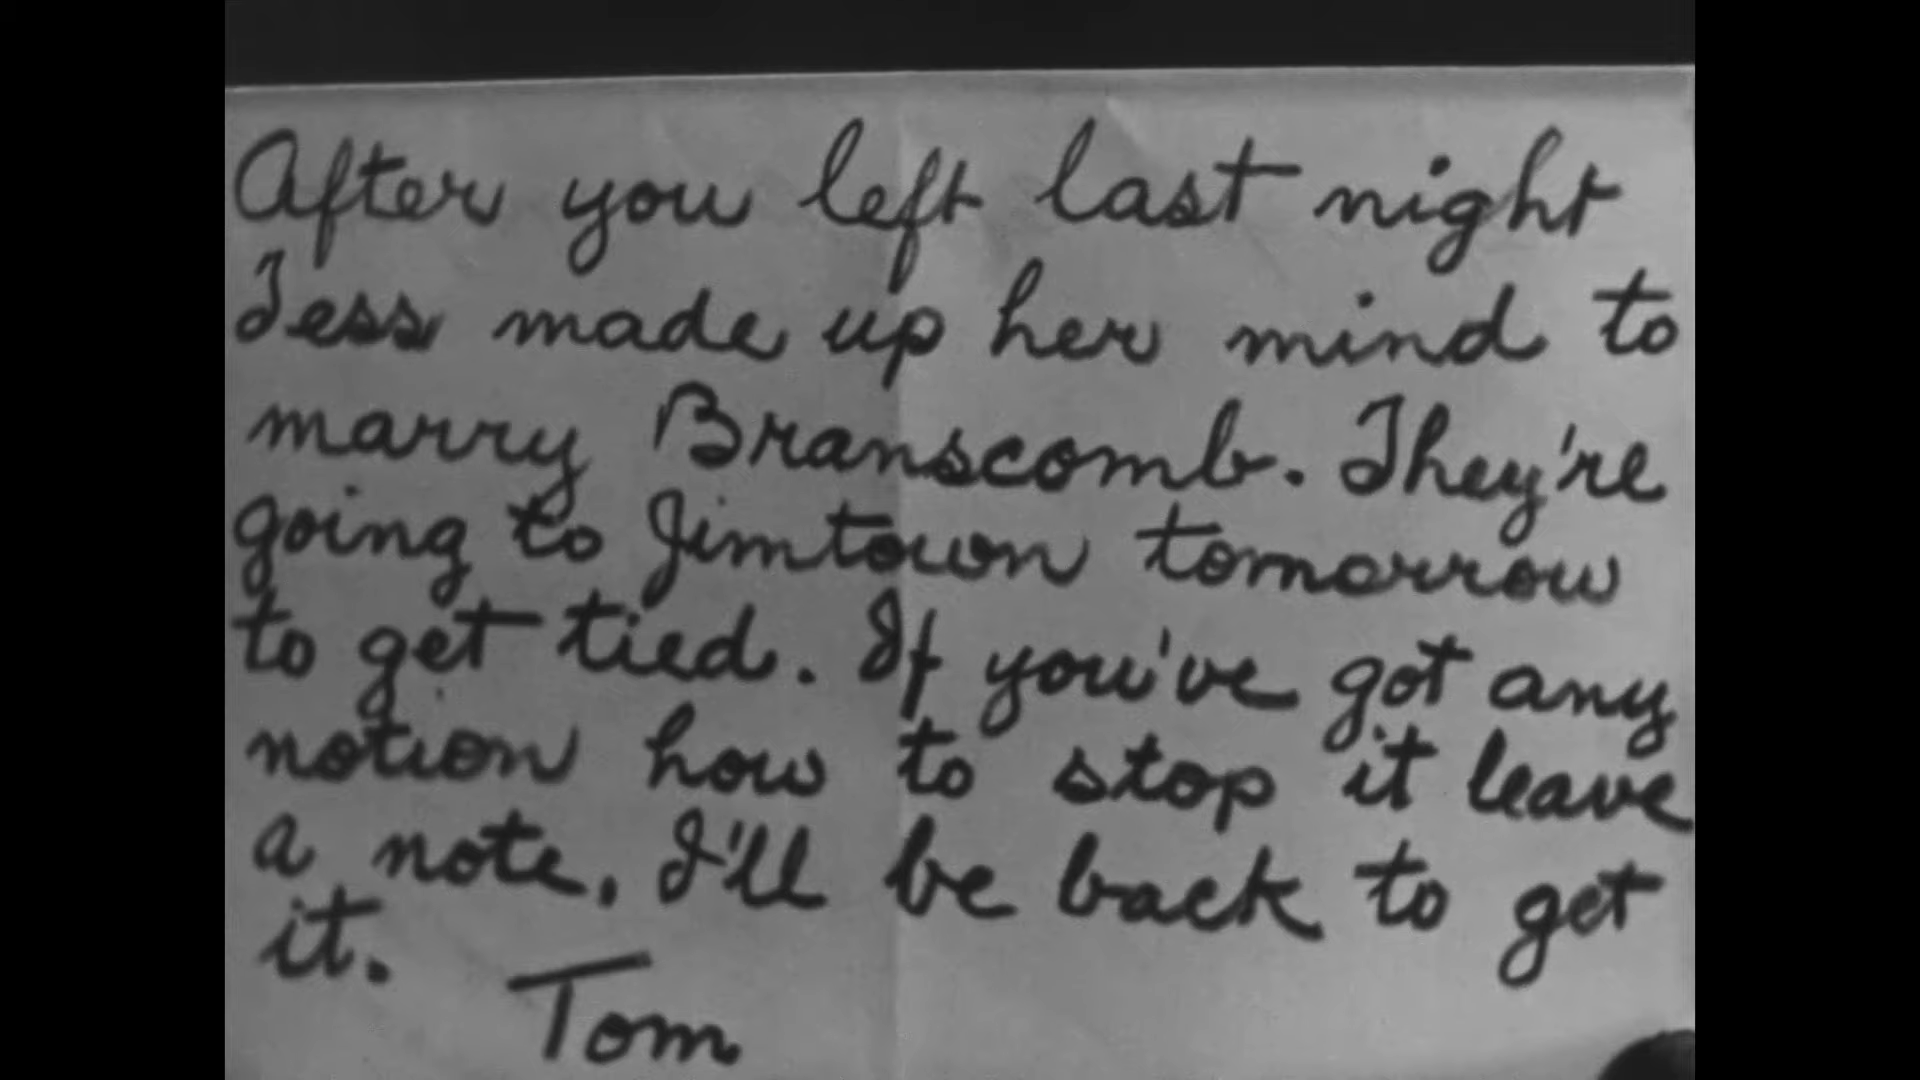 After you left last night
Tess made up her mind to
marry Branscomb. They're
going to Jimtown tomorrow
to get tied. If you've got any
notion how to stop it leave
a note. I'll be back to get
it.
Tom